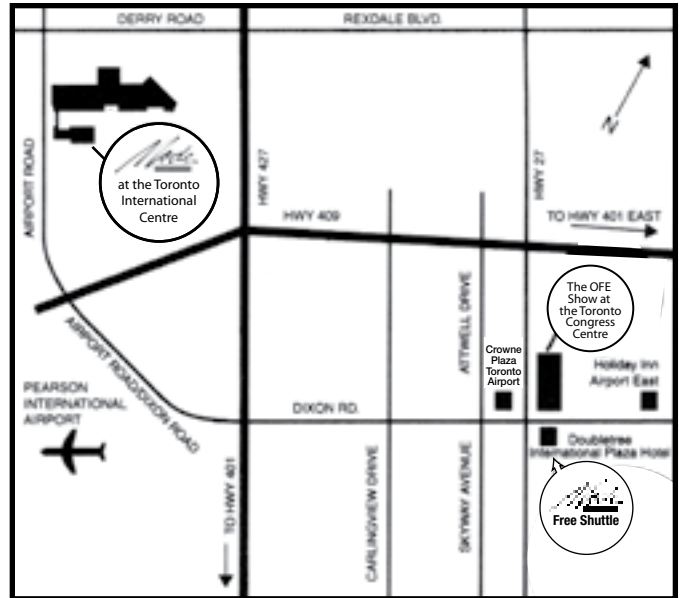 DERRY ROAD
REXDALE BLVD.
AIRPORT ROAD
at the Toronto
International
Centre
HWY 427
HWY 27
N
HWY 409
TO HWY 401 EAST
The OFE
Show at
the Toronto
Congress
Centre
ATTWELL DRIVE
Crowne
Plaza
Toronto
Airport
Holiday Inn
Airport East
AIRPORT ROAD/DIXON ROAD
PEARSON
INTERNATIONAL
AIRPORT
DIXON RD.
Doubletree
International Plaza Hotel
TO HWY 401
CARLINGVIEW DRIVE
SKYWAY AVENUE
Free Shuttle